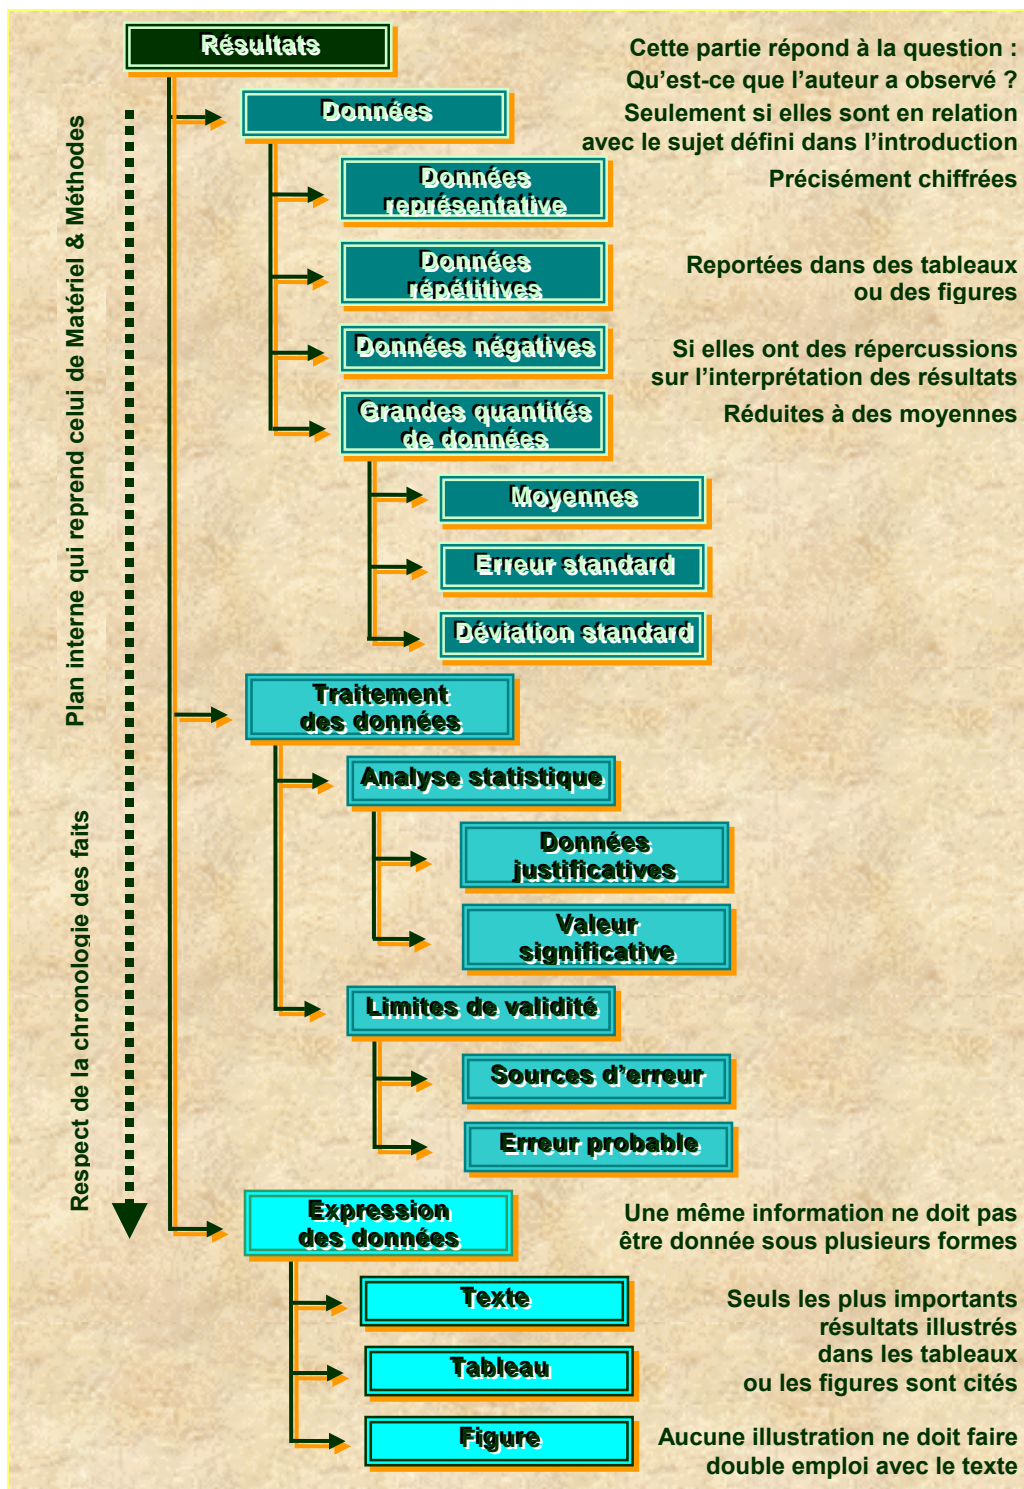 Résultats
Cette partie répond à la question :
Qu'est-ce que l'auteur a observé ?
Données
Seulement si elles sont en relation
avec le sujet défini dans l'introduction
Données
représentative
Précisément chiffrées
Données
répétitives
Reportées dans des tableaux
ou des figures
Données négatives
Si elles ont des répercussions
sur l'interprétation des résultats
Grandes quantités
de données
Réduites à des moyennes
Moyennes
Erreur standard
Déviation standard
Plan interne qui reprend celui de Matériel & Méthodes
Traitement
des données
Analyse statistique
Données
justificatives
Valeur
significative
Limites de validité
Sources d'erreur
Erreur probable
Respect de la chronologie des faits
Expression
des données
Une même information ne doit pas
être donnée sous plusieurs formes
Texte
Tableau
Seuls les plus importants
résultats illustrés
dans les tableaux
ou les figures sont cités
Figure
Aucune illustration ne doit faire
double emploi avec le texte